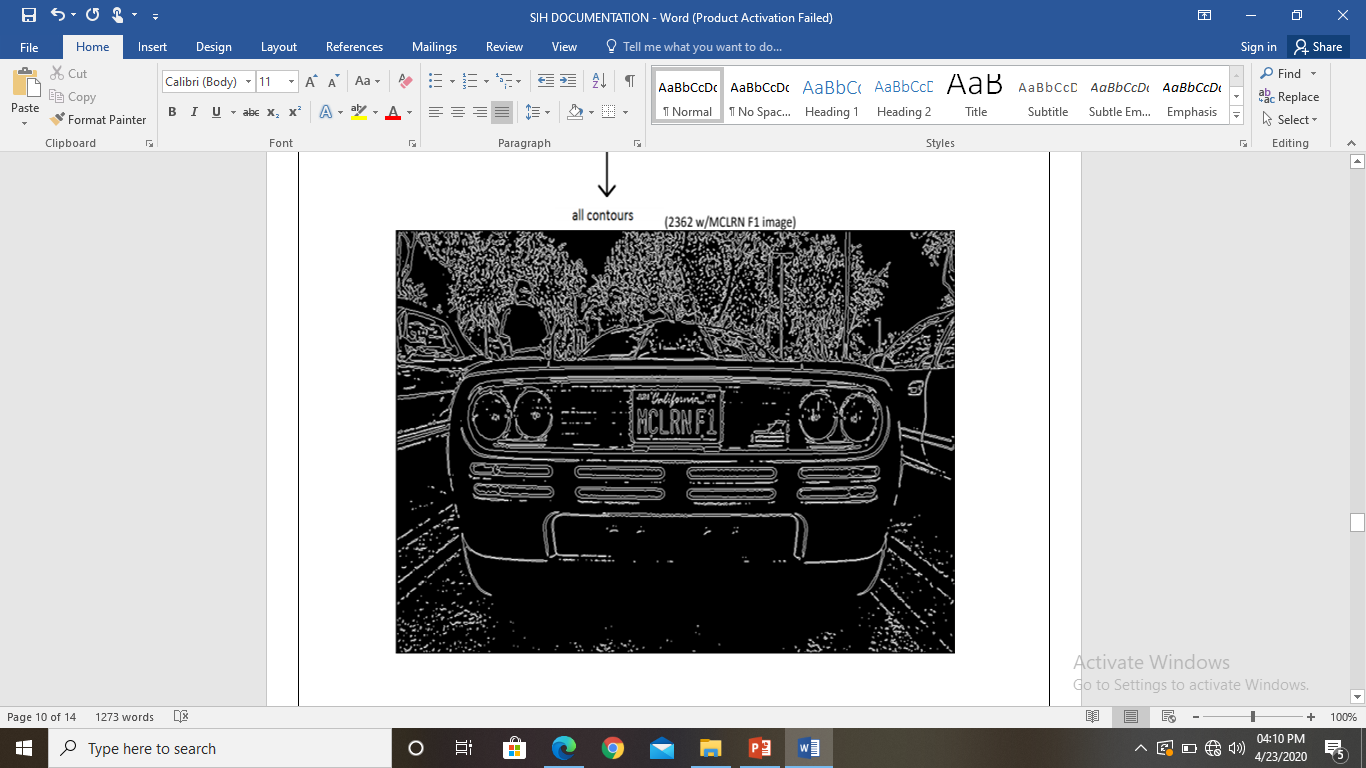 SIH DOCUMENTATION - Word (Product Activation Failed)
File Home Insert Design Layout References Mailings Review View Tell me what you want to do... Sign in Share
Paste
Cut
Copy
Format Painter
Clipboard
Calibri (Body) 11
Font
Paragraph
AaBbCcDc AaBbCcDc AaBbCc AaBbCcD AaB AaBbCcD AaBbCcDc AaBbCcDc
¶ Normal ¶ No Spac... Heading 1 Heading 2 Title Subtitle Subtle Em... Emphasis
Styles
Find
Replace
Select
Editing
all contours (2362 w/MCLRN F1 image)
California
MCLRN F1
Activate Windows
Go to Settings to activate Windows.
Page 10 of 14 1273 words 100%
Type here to search
04:10 PM
4/23/2020
5